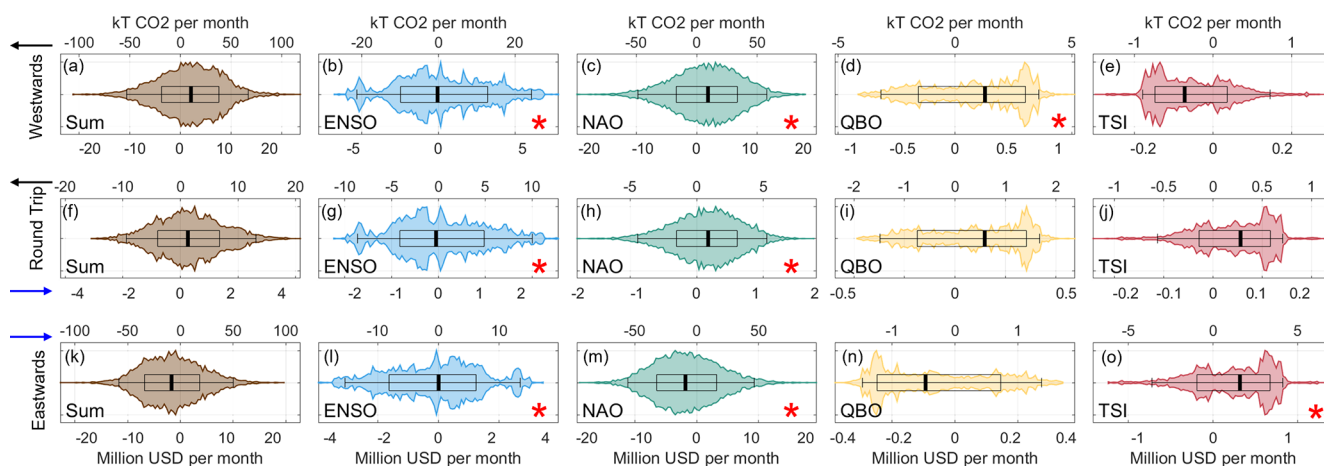 kT CO2 per month kT CO2 per month kT CO2 per month kT CO2 per month kT CO2 per month
-100 -50 0 50 100 -20 0 20 -50 0 50 -5 0 5 -1 0 1
Westwards
(a) (b) (c) (d) (e)
Sum ENSO * NAO * QBO * TSI
-20 -10 0 10 20 -5 0 5 -20 -10 0 10 20 -1 -0.5 0 0.5 1 -0.2 0 0.2
-20 -10 0 10 20 -10 -5 0 5 10 -5 0 5 -2 -1 0 1 2 -1 -0.5 0 0.5 1
Round Trip
(f) (g) (h) (i) (j)
Sum ENSO * NAO * QBO TSI
-4 -2 0 2 4 -2 -1 0 1 2 -2 -1 0 1 2 -0.5 0 0.5 -0.2 -0.1 0 0.1 0.2
-100 -50 0 50 100 -10 0 10 -50 0 50 -1 0 1 -5 0 5
Eastwards
(k) (l) (m) (n) (o)
Sum ENSO * NAO * QBO TSI *
-20 -10 0 10 20 -4 -2 0 2 4 -20 -10 0 10 20 -0.4 -0.2 0 0.2 0.4 -1 0 1
Million USD per month Million USD per month Million USD per month Million USD per month Million USD per month